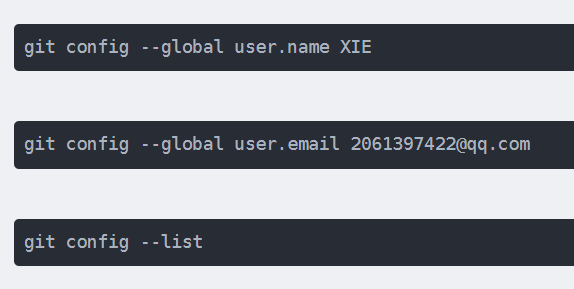 git config --global user.name XIE
git config --global user.email 2061397422@qq.com
git config --list